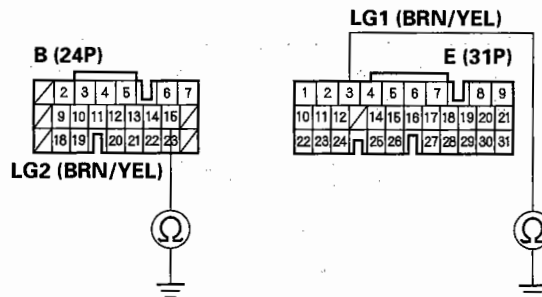 LG1 (BRN/YEL)
B (24P)
E (31P)
2 3 4 5 6 7
9 10 11 12 13 14 15
18 19 20 21 22 23
LG2 (BRN/YEL)
1 2 3 4 5 6 7 8 9
10 11 12 14 15 16 17 18 19 20 21
22 23 24 25 26 27 28 29 30 31
Ω
Ω